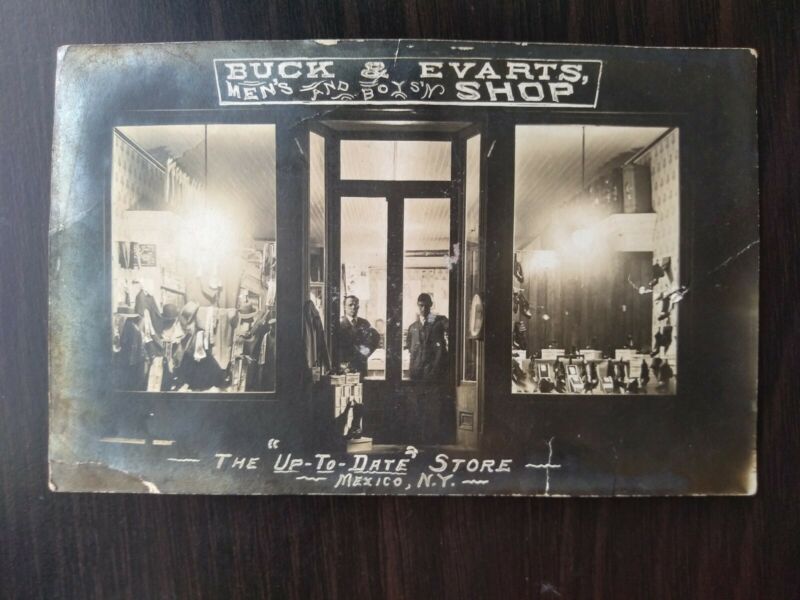 BUCK & EVARTS,
MEN'S AND BOYS' SHOP
THE "UP-TO-DATE" STORE
MEXICO, N.Y.